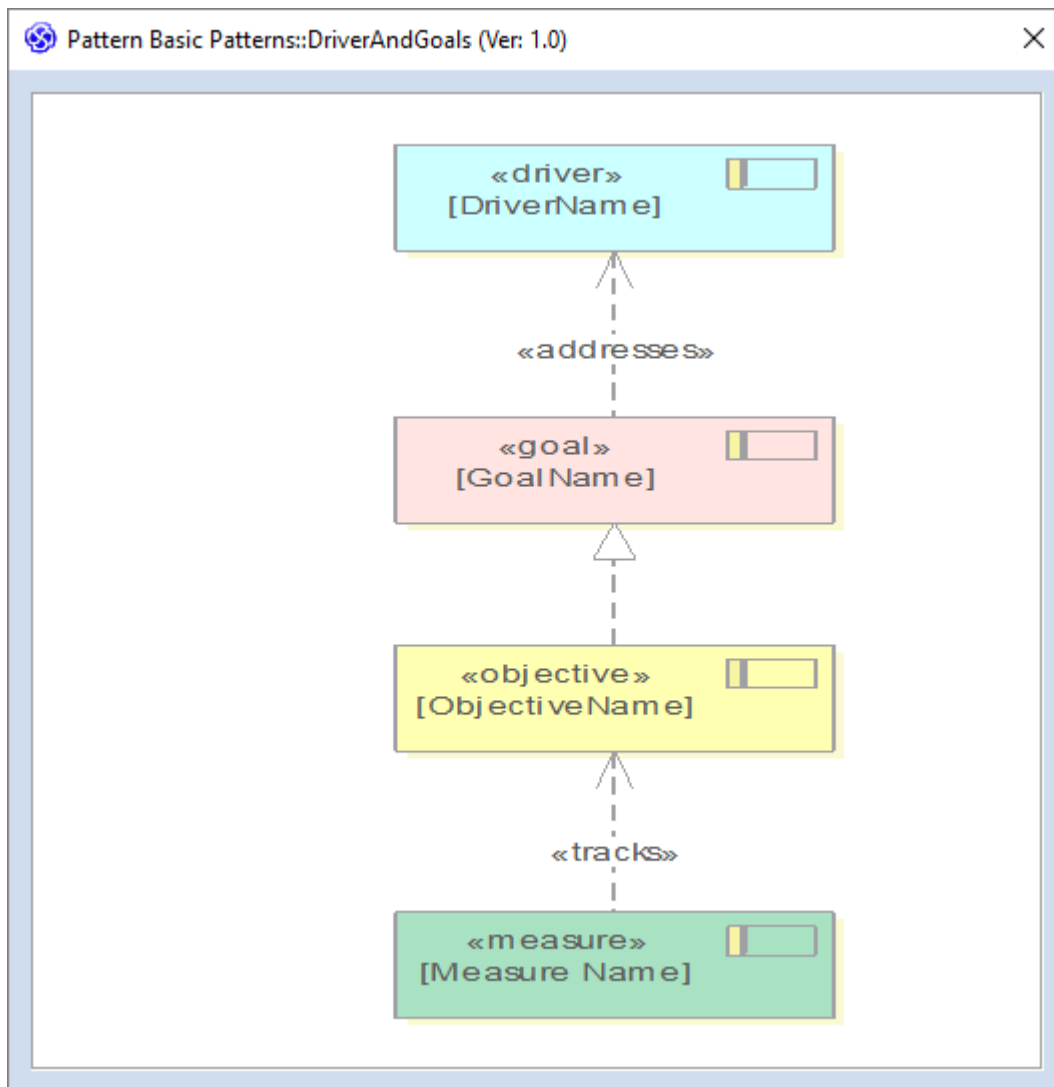 Pattern Basic Patterns::DriverAndGoals (Ver: 1.0)
«driver»
[DriverName]
«addresses»
«goal»
[GoalName]
«objective»
[ObjectiveName]
«tracks»
«measure»
[Measure Name]